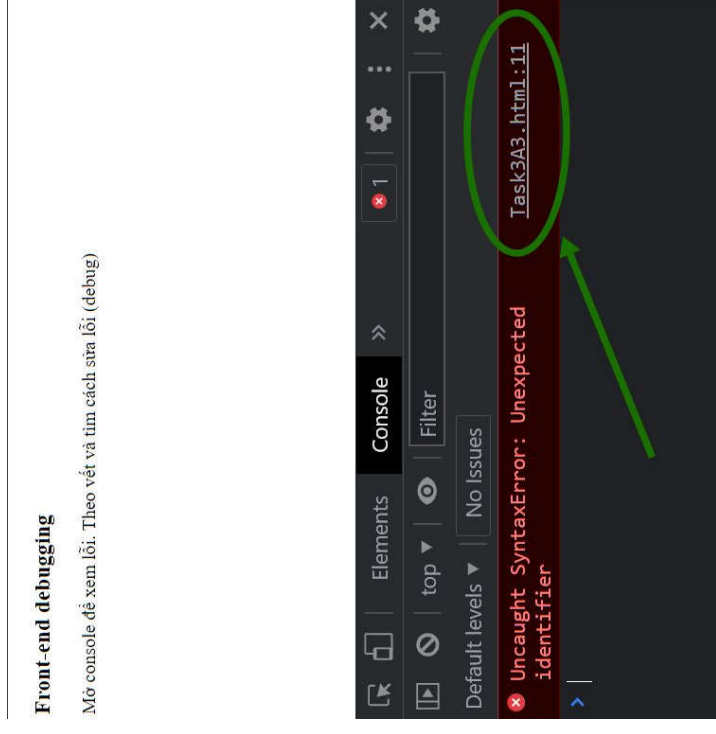 Front-end debugging
Mở console để xem lỗi. Theo vết và tìm cách sửa lỗi (debug)
Elements Console 1
top Filter
Default levels No Issues
Uncaught SyntaxError: Unexpected Task3A3.html:11
identifier